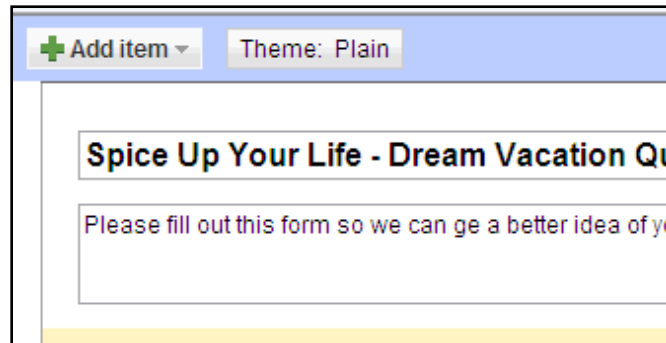 Add item
Theme: Plain
Spice Up Your Life - Dream Vacation
Please fill out this form so we can ge a better idea of